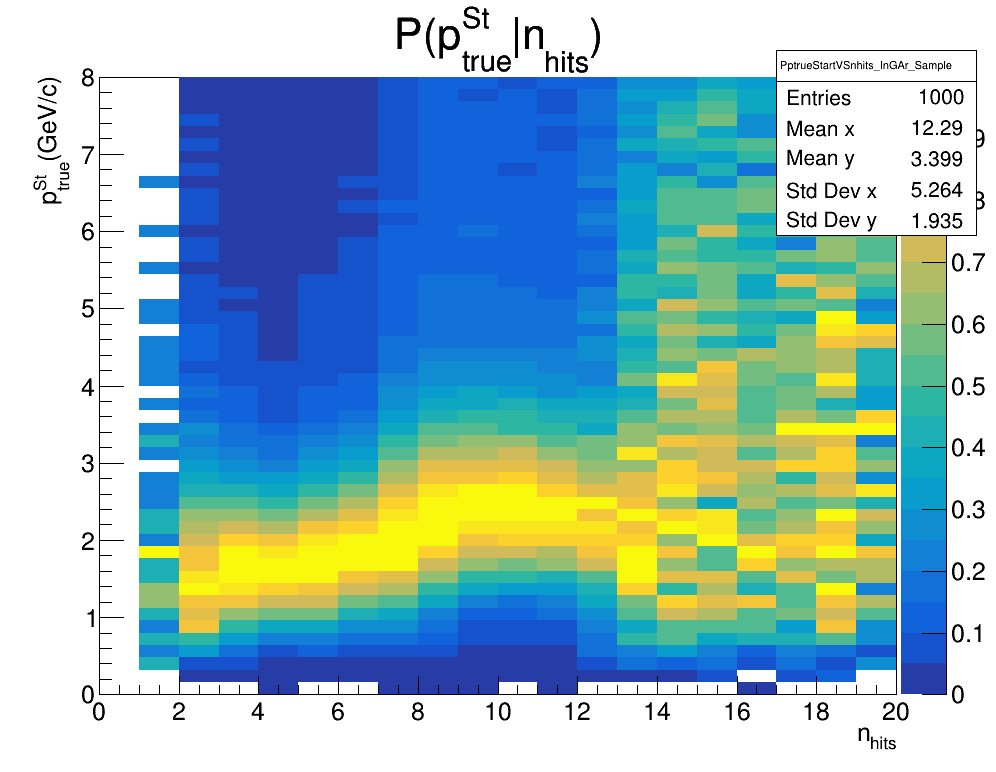 P(p^St_true|n_hits)
PptrueStartVSnhits_InGAr_Sample
Entries 1000
Mean x 12.29
Mean y 3.399
Std Dev x 5.264
Std Dev y 1.935
p^St_true(GeV/c)
8
7
6
5
4
3
2
1
0
0 2 4 6 8 10 12 14 16 18 20
n_hits
0.7
0.6
0.5
0.4
0.3
0.2
0.1
0